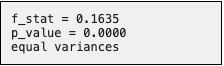 f_stat = 0.1635
p_value = 0.0000
equal variances